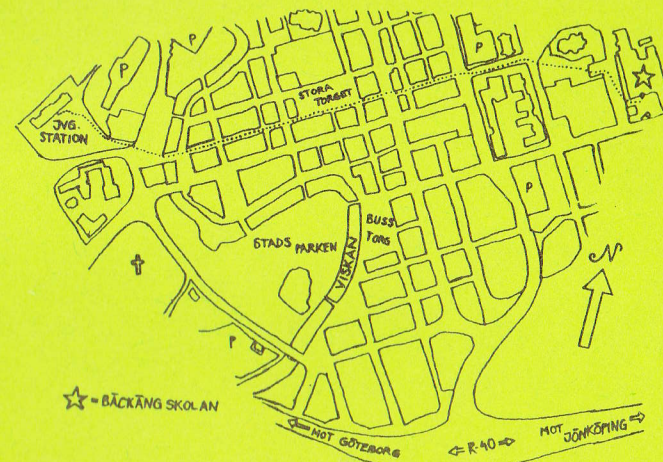 P
P
P
STORA
TORGET
JVG.
STATION
P
BUSS
TORG
STADS PARKEN
VISKAN
N
P
☆ = BÄCKÄNG SKOLAN
⇐ MOT GÖTEBORG
⇐ R-40 ⇒
MOT JÖNKÖPING ⇒